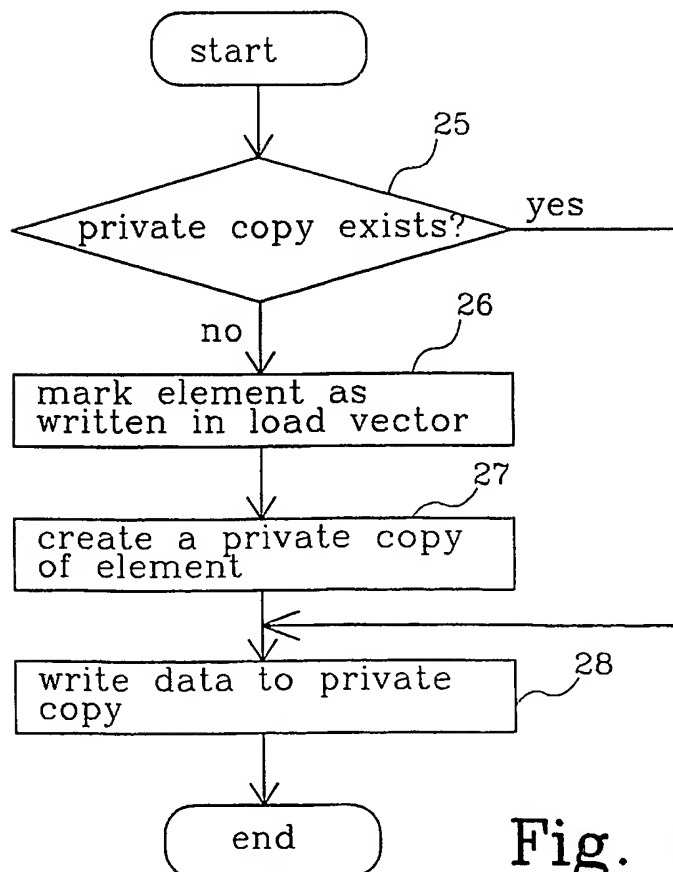 start
25
private copy exists?
yes
no
26
mark element as
written in load vector
27
create a private copy
of element
write data to private
copy
28
end
Fig.